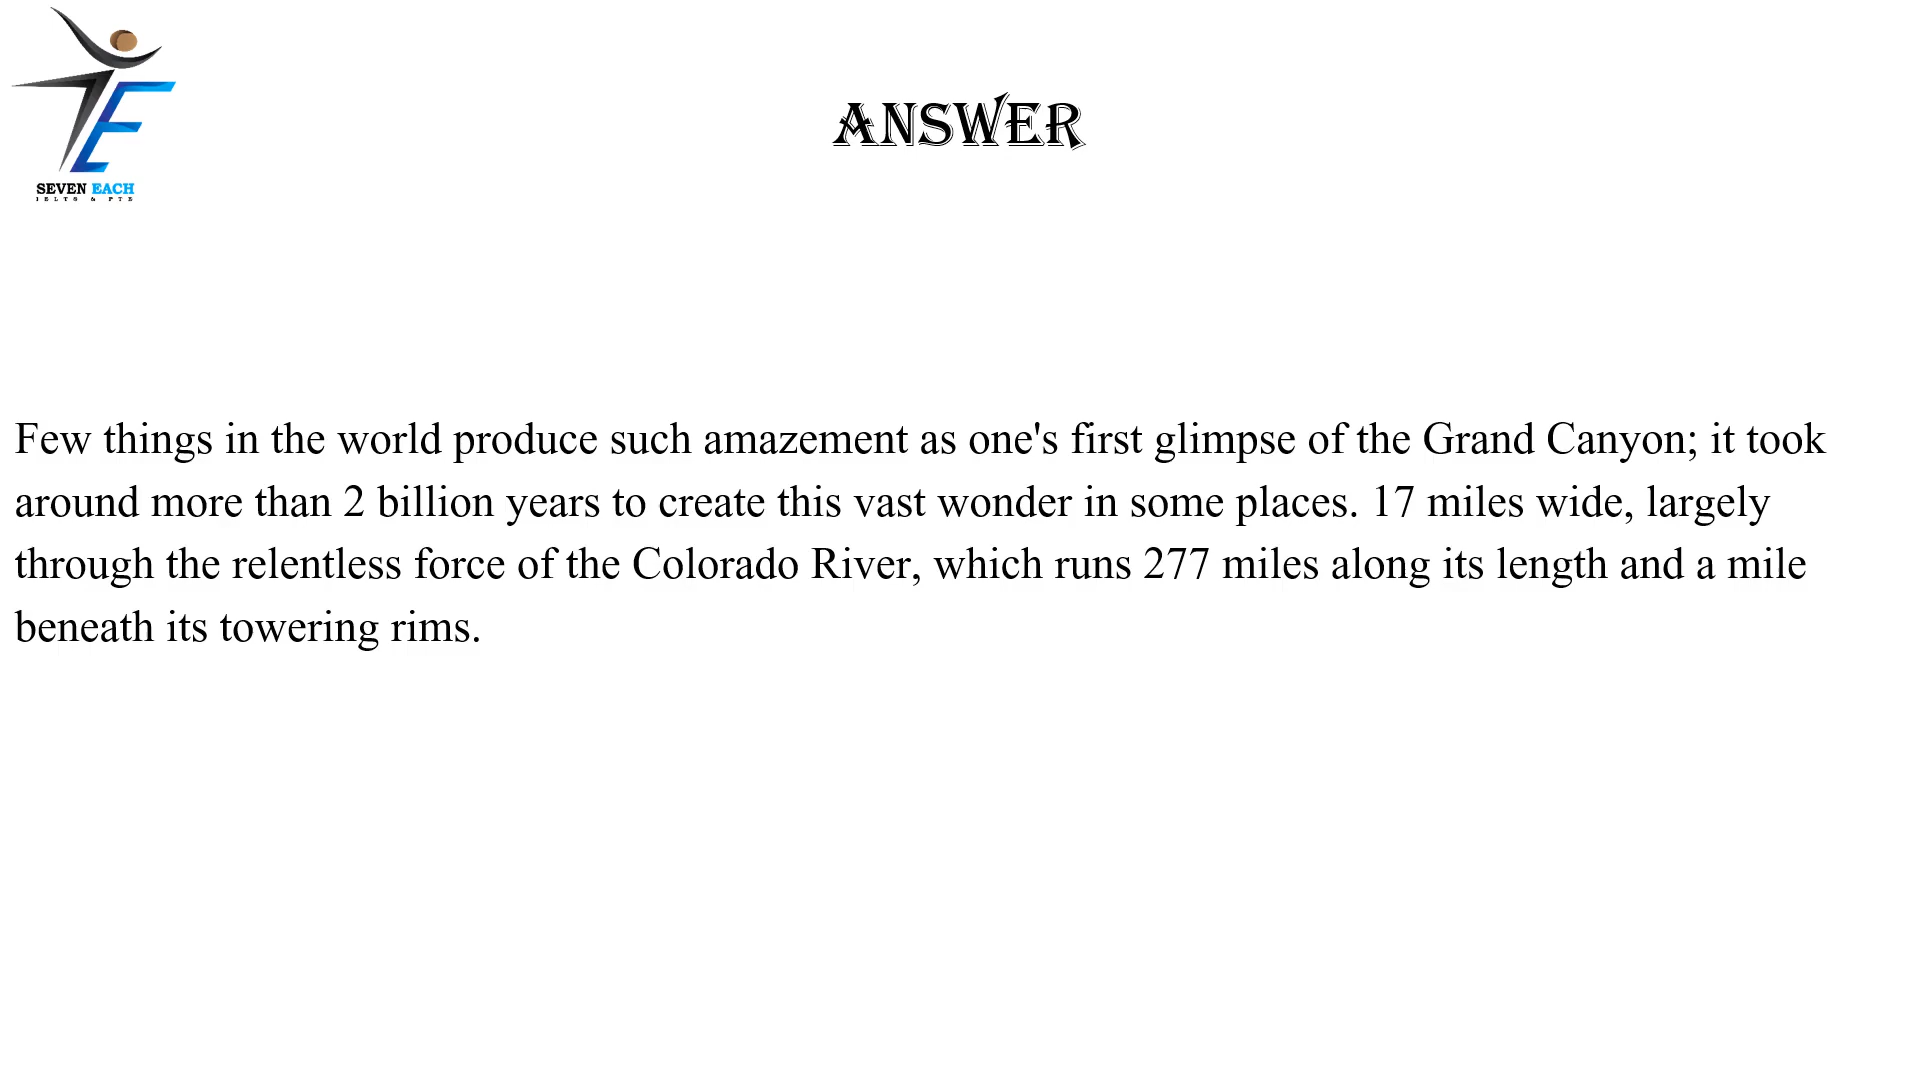 SEVEN EACH
IELTS & PTE
ANSWER
Few things in the world produce such amazement as one's first glimpse of the Grand Canyon; it took
around more than 2 billion years to create this vast wonder in some places. 17 miles wide, largely
through the relentless force of the Colorado River, which runs 277 miles along its length and a mile
beneath its towering rims.